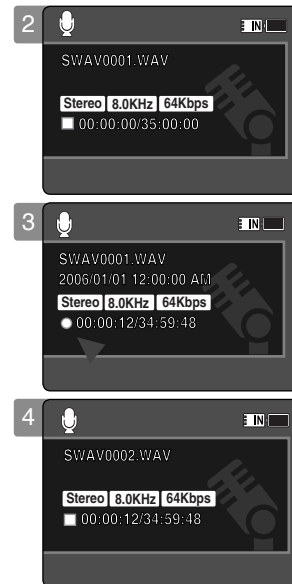 2
IN
SWAV0001.WAV
Stereo 8.0KHz 64Kbps
00:00:00/35:00:00
3
IN
SWAV0001.WAV
2006/01/01 12:00:00 AM
Stereo 8.0KHz 64Kbps
00:00:12/34:59:48
4
IN
SWAV0002.WAV
Stereo 8.0KHz 64Kbps
00:00:12/34:59:48